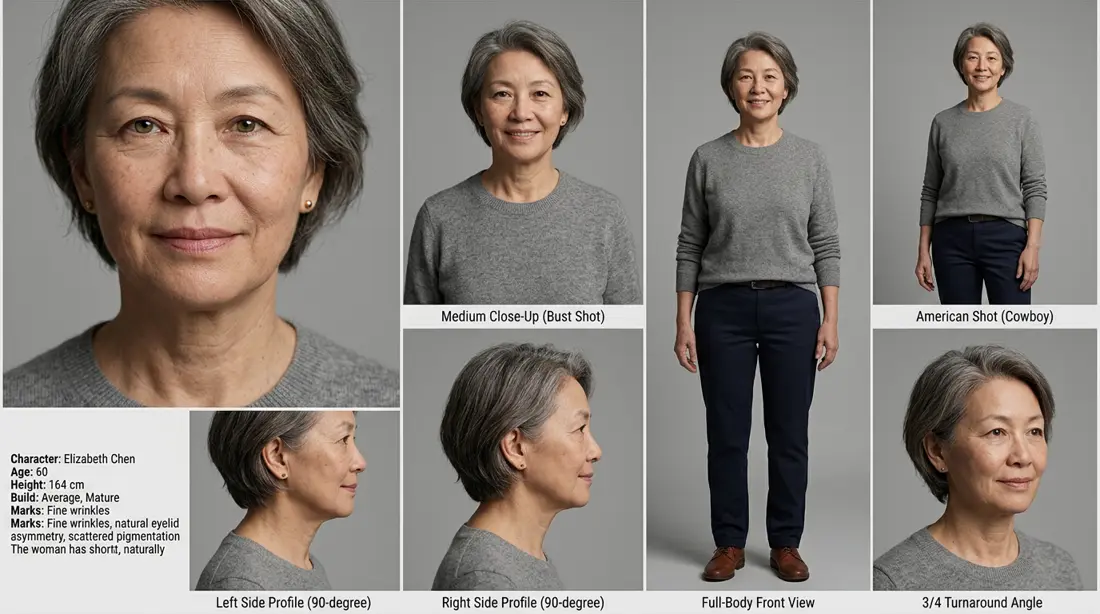 Medium Close-Up (Bust Shot)
American Shot (Cowboy)
Character: Elizabeth Chen
Age: 60
Height: 164 cm
Build: Average, Mature
Marks: Fine wrinkles
Marks: Fine wrinkles, natural eyelid
asymmetry, scattered pigmentation
The woman has shortt, naturally
Left Side Profile (90-degree)
Right Side Profile (90-degree)
Full-Body Front View
3/4 Turnaround Angle